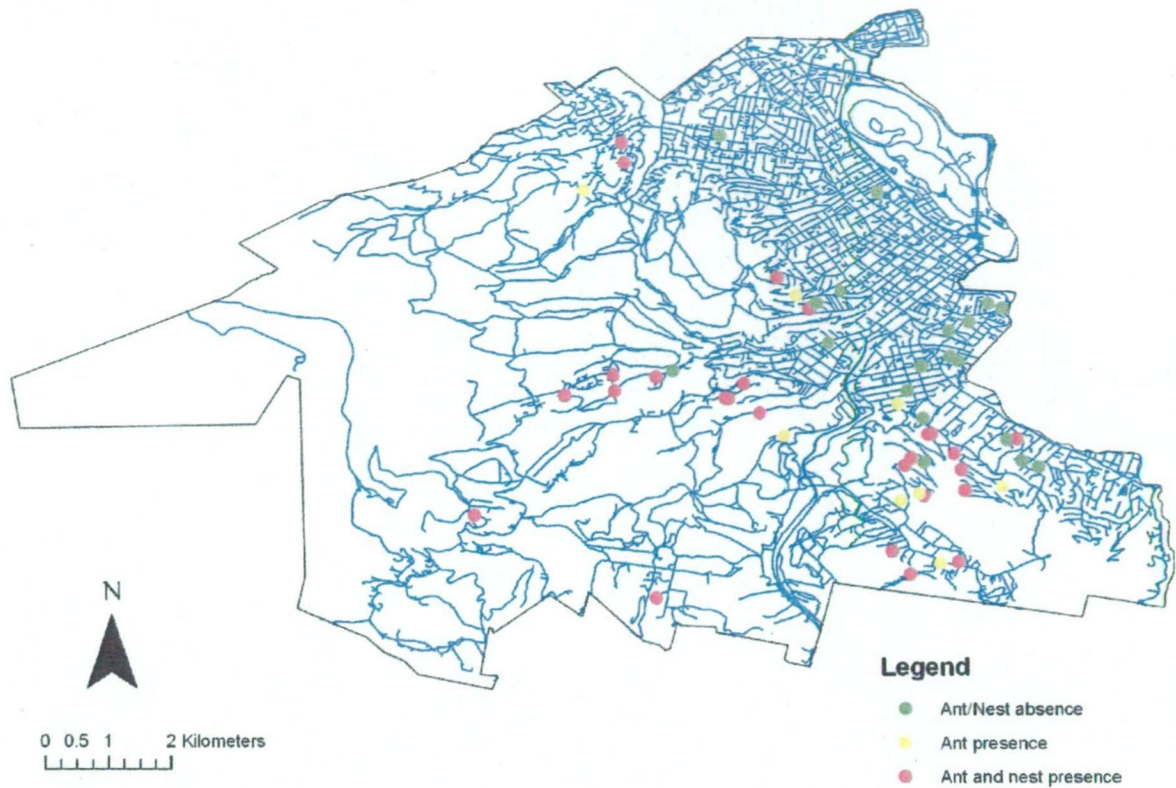 N
0 0.5 1 2 Kilometers
Legend
Ant/Nest absence
Ant presence
Ant and nest presence